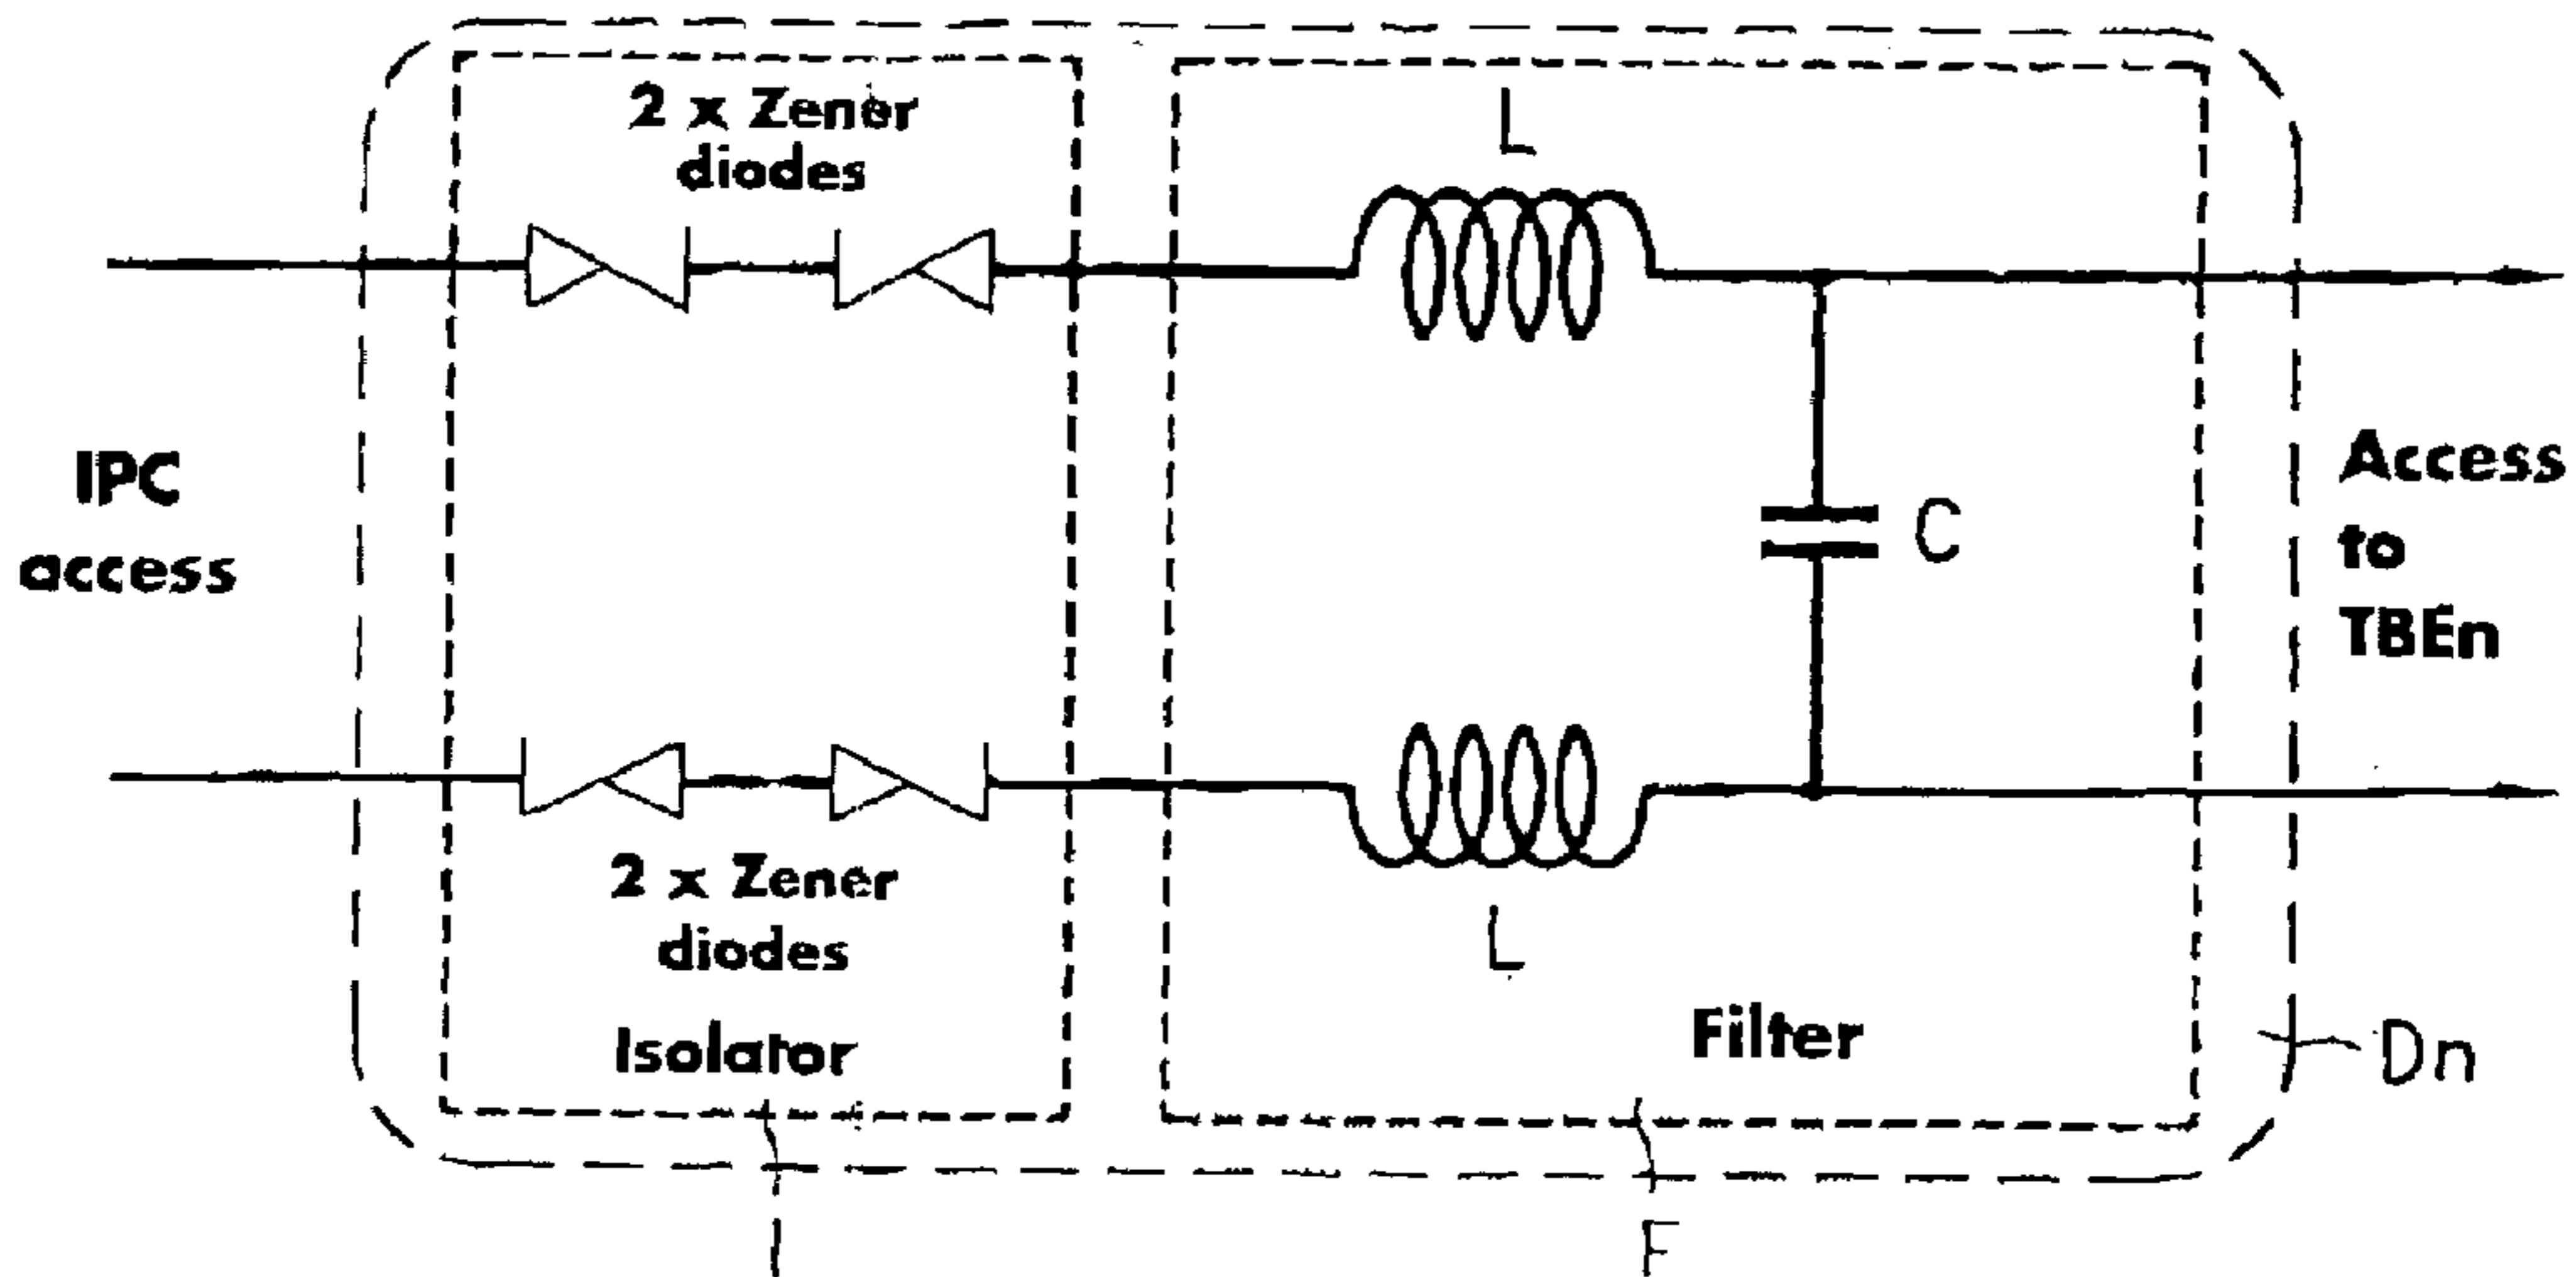 2 x Zener
diodes
L
IPC
access
C
Access
to
TBEn
2 x Zener
diodes
L
Isolator
Filter
Dn
I
F